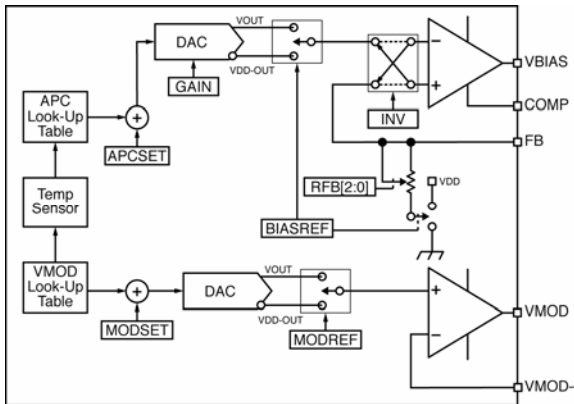 VOUT
DAC
VDD-OUT
GAIN
APC
Look-Up
Table
+
APCSET
−
+
INV
VBIAS
COMP
FB
Temp
Sensor
RFB[2:0]
VDD
BIASREF
VMOD
Look-Up
Table
+
MODSET
VOUT
DAC
VDD-OUT
MODREF
+
−
VMOD
VMOD-